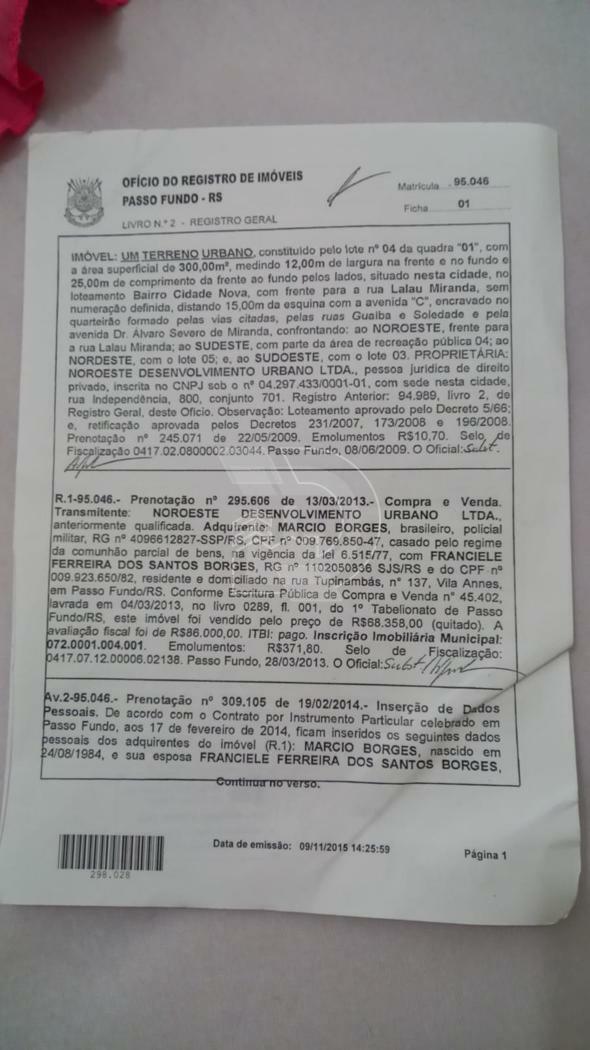 OFÍCIO DO REGISTRO DE IMÓVEIS
PASSO FUNDO - RS
LIVRO N.º 2 - REGISTRO GERAL
Matrícula 95.046
Ficha 01
IMÓVEL: UM TERRENO URBANO, constituído pelo lote nº 04 da quadra "01", com
a área superficial de 300,00m², medindo 12,00m de largura na frente e no fundo e
25,00m de comprimento da frente ao fundo pelos lados, situado nesta cidade, no
loteamento Bairro Cidade Nova, com frente para a rua Lalau Miranda, sem
numeração definida, distando 15,00m da esquina com a avenida "C", encravado no
quarteirão formado pelas vias citadas, pelas ruas Guaíba e Soledade e pela
avenida Dr. Álvaro Severo de Miranda, confrontando: ao NOROESTE, frente para
a rua Lalau Miranda; ao SUDESTE, com parte da área de recreação pública 04; ao
NORDESTE, com o lote 05; e, ao SUDOESTE, com o lote 03. PROPRIETÁRIA:
NOROESTE DESENVOLVIMENTO URBANO LTDA., pessoa jurídica de direito
privado, inscrita no CNPJ sob o nº 04.297.433/0001-01, com sede nesta cidade,
rua Independência, 800, conjunto 701. Registro Anterior: 94.989, livro 2, de
Registro Geral, deste Ofício. Observação: Loteamento aprovado pelo Decreto 5/66;
e, retificação aprovada pelos Decretos 231/2007, 173/2008 e 196/2008.
Prenotação nº 245.071 de 22/05/2009. Emolumentos R$10,70. Selo de
Fiscalização 0417.02.0800002.03044. Passo Fundo, 08/06/2009. O Oficial: Subst.
R.1-95.046.- Prenotação nº 295.606 de 13/03/2013.- Compra e Venda.
Transmitente: NOROESTE DESENVOLVIMENTO URBANO LTDA.,
anteriormente qualificada. Adquirente: MARCIO BORGES, brasileiro, policial
militar, RG nº 4096612827-SSP/RS, CPF nº 009.769.850-47, casado pelo regime
da comunhão parcial de bens, na vigência da lei 6.515/77, com FRANCIELE
FERREIRA DOS SANTOS BORGES, RG nº 1102050836 SJS/RS e do CPF nº
009.923.650/82, residente e domiciliado na rua Tupinambás, nº 137, Vila Annes,
em Passo Fundo/RS. Conforme Escritura Pública de Compra e Venda nº 45.402,
lavrada em 04/03/2013, no livro 0289, fl. 001, do 1º Tabelionato de Passo
Fundo/RS, este imóvel foi vendido pelo preço de R$68.358,00 (quitado). A
avaliação fiscal foi de R$86.000,00. ITBI: pago. Inscrição Imobiliária Municipal:
072.0001.004.001. Emolumentos: R$371,80. Selo de Fiscalização:
0417.07.12.00006.02138. Passo Fundo, 28/03/2013. O Oficial: Subst
Av.2-95.046.- Prenotação nº 309.105 de 19/02/2014.- Inserção de Dados
Pessoais. De acordo com o Contrato por Instrumento Particular celebrado em
Passo Fundo, aos 17 de fevereiro de 2014, ficam inseridos os seguintes dados
pessoais dos adquirentes do imóvel (R.1): MARCIO BORGES, nascido em
24/08/1984, e sua esposa FRANCIELE FERREIRA DOS SANTOS BORGES,
Continua no verso.
298.028
Data de emissão: 09/11/2015 14:25:59
Página 1